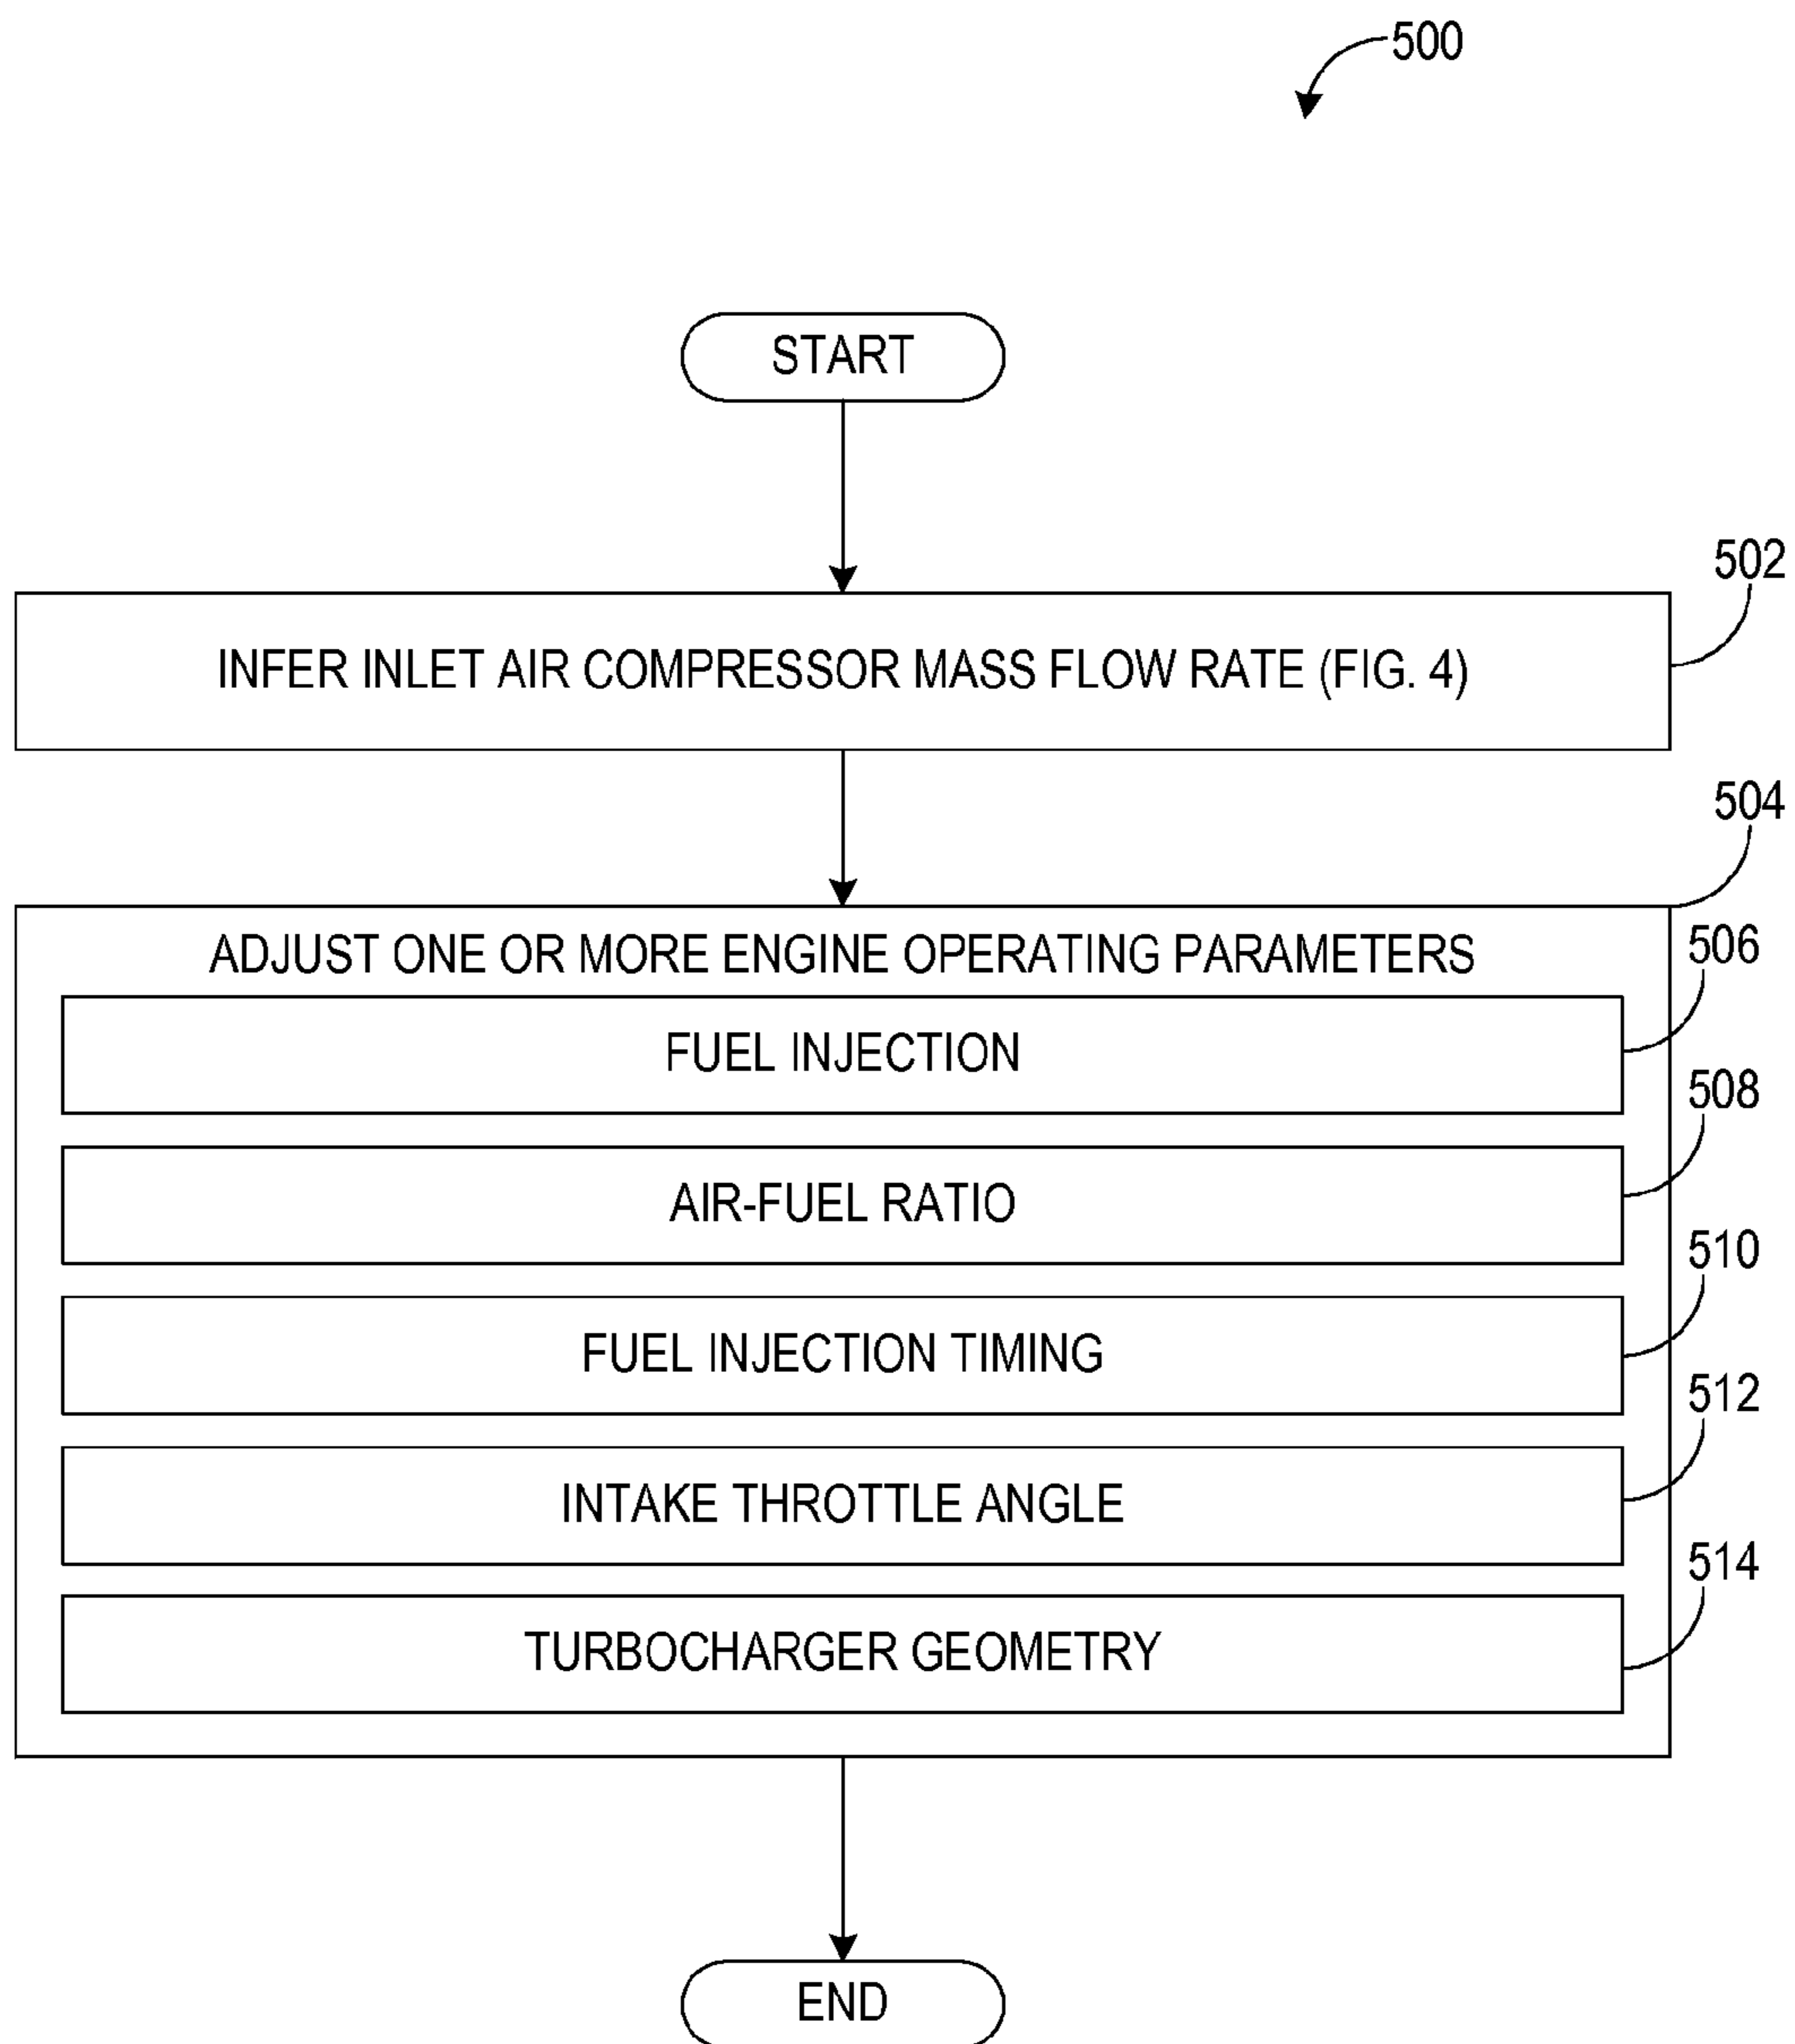 500
START
502
INFER INLET AIR COMPRESSOR MASS FLOW RATE (FIG. 4)
504
ADJUST ONE OR MORE ENGINE OPERATING PARAMETERS
506
FUEL INJECTION
508
AIR-FUEL RATIO
510
FUEL INJECTION TIMING
512
INTAKE THROTTLE ANGLE
514
TURBOCHARGER GEOMETRY
END